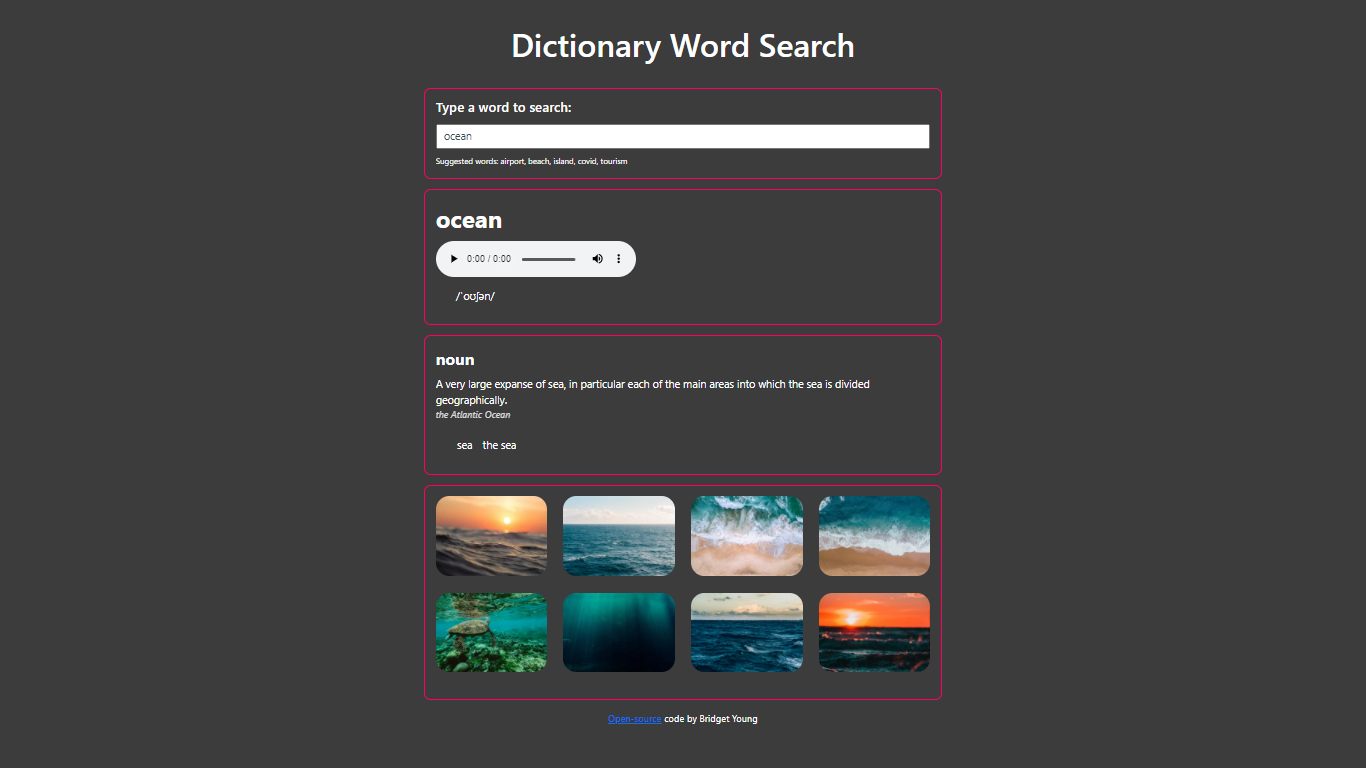 Dictionary Word Search
Type a word to search:
ocean
Suggested words: airport, beach, island, covid, tourism
ocean
0:00 / 0:00
/ˈoʊʃən/
noun
A very large expanse of sea, in particular each of the main areas into which the sea is divided
geographically.
the Atlantic Ocean
sea the sea
Open-source code by Bridget Young